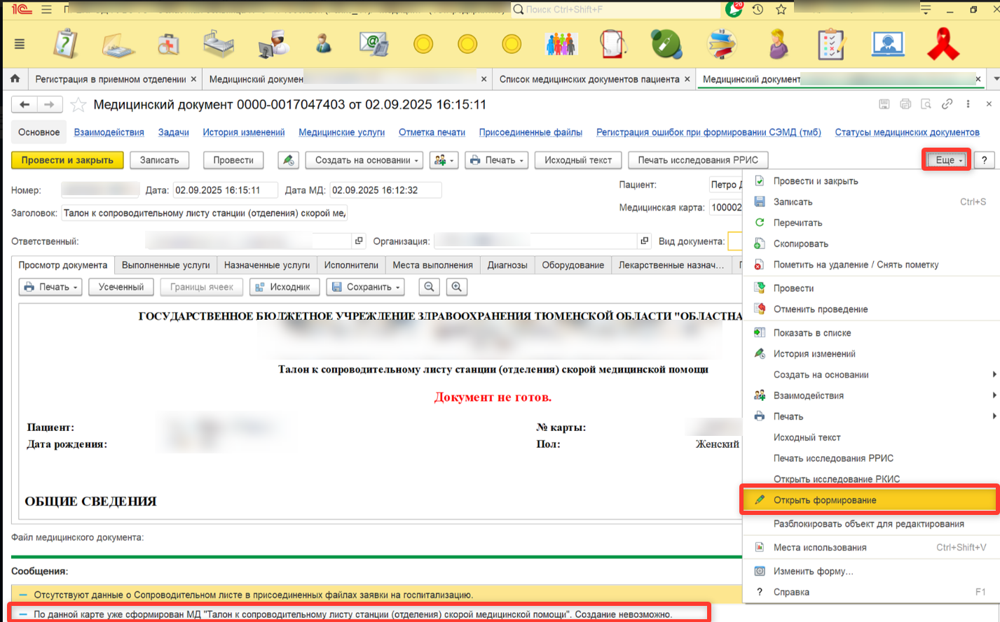 1С Поиск Ctrl+Shift+F 20
Регистрация в приемном отделении × Медицинский докумен × Список медицинских документов пациента × Медицинский документ ×
Медицинский документ 0000-0017047403 от 02.09.2025 16:15:11
Основное Взаимодействия Задачи История изменений Медицинские услуги Отметка печати Присоединенные файлы Регистрация ошибок при формировании СЭМД (тмб) Статусы медицинских документов
Провести и закрыть Записать Провести Создать на основании Печать Исходный текст Печать исследования РРИС Еще ?
Номер: Дата: 02.09.2025 16:15:11 Дата МД: 02.09.2025 16:12:32 Пациент: Петро
Заголовок: Талон к сопроводительному листу станции (отделения) скорой ме, Медицинская карта: 100002
Ответственный: Организация: Вид документа:
Просмотр документа Выполненные услуги Назначенные услуги Исполнители Места выполнения Диагнозы Оборудование Лекарственные назнач...
Печать Усеченный Границы ячеек Исходник Сохранить
ГОСУДАРСТВЕННОЕ БЮДЖЕТНОЕ УЧРЕЖДЕНИЕ ЗДРАВООХРАНЕНИЯ ТЮМЕНСКОЙ ОБЛАСТИ "ОБЛАСТНА
Талон к сопроводительному листу станции (отделения) скорой медицинской помощи
Документ не готов.
Пациент: № карты:
Дата рождения: Пол: Женский
ОБЩИЕ СВЕДЕНИЯ
Файл медицинского документа:
Сообщения:
Отсутствуют данные о Сопроводительном листе в присоединенных файлах заявки на госпитализацию.
По данной карте уже сформирован МД "Талон к сопроводительному листу станции (отделения) скорой медицинской помощи". Создание невозможно.
Провести и закрыть
Записать Ctrl+S
Перечитать
Скопировать
Пометить на удаление / Снять пометку
Провести
Отменить проведение
Показать в списке
История изменений
Создать на основании
Взаимодействия
Печать
Исходный текст
Печать исследования РРИС
Открыть исследование РКИС
Открыть формирование
Разблокировать объект для редактирования
Места использования Ctrl+Shift+V
Изменить форму...
? Справка F1